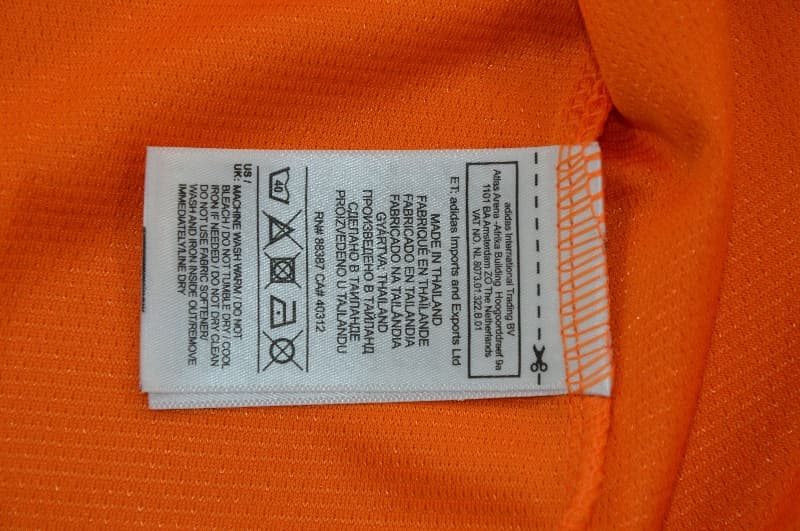 adidas International Trading BV
Atlas Arena -Afrika Building Hoogoorddreef 9a
1101 BA Amsterdam ZO The Netherlands
VAT NO. NL 8073.01.322.B.01
ET: adidas Imports and Exports Ltd
MADE IN THAILAND
FABRIQUÉ EN THAÏLANDE
FABRICADO EN TAILANDIA
FABRICADO NA TAILÂNDIA
GYÁRTVA: THAILAND
ПРОИЗВЕДЕНО В ТАЙЛАНД
СДЕЛАНО В ТАИЛАНДЕ
PROIZVEDENO U TAJLANDU
RN# 88387 CA# 40312
40
US /
UK: MACHINE WASH WARM / DO NOT
BLEACH / DO NOT TUMBLE DRY / COOL
IRON IF NEEDED / DO NOT DRY CLEAN
DO NOT USE FABRIC SOFTENER/
WASH AND IRON INSIDE OUT/REMOVE
IMMEDIATELY/LINE DRY